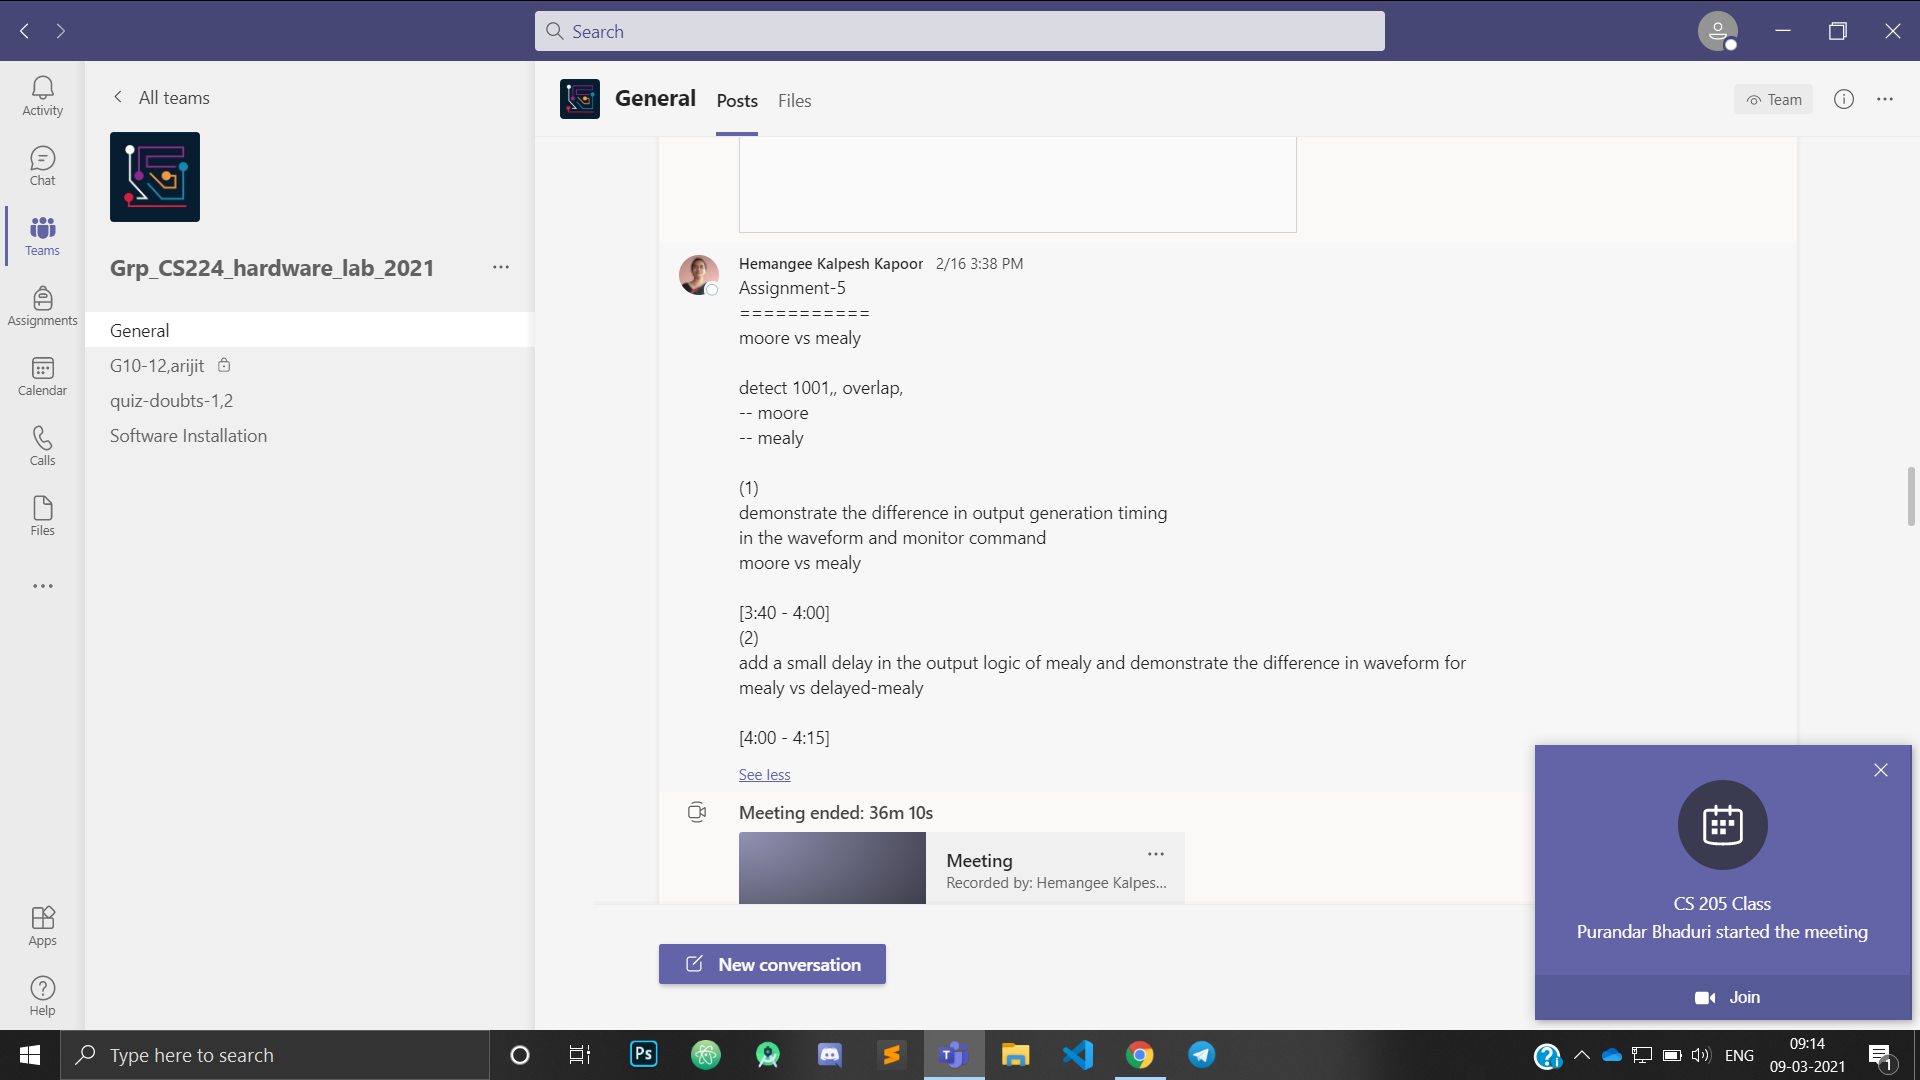 Search
Activity
Chat
Teams
Assignments
Calendar
Calls
Files
Apps
Help
All teams
Grp_CS224_hardware_lab_2021
General
G10-12,arijit
quiz-doubts-1,2
Software Installation
General Posts Files
Team
Hemangee Kalpesh Kapoor 2/16 3:38 PM
Assignment-5
===========
moore vs mealy
detect 1001,, overlap,
-- moore
-- mealy
(1)
demonstrate the difference in output generation timing
in the waveform and monitor command
moore vs mealy
[3:40 - 4:00]
(2)
add a small delay in the output logic of mealy and demonstrate the difference in waveform for
mealy vs delayed-mealy
[4:00 - 4:15]
See less
Meeting ended: 36m 10s
Meeting
Recorded by: Hemangee Kalpes...
New conversation
CS 205 Class
Purandar Bhaduri started the meeting
Join
Type here to search
Ps
ENG
09:14
09-03-2021
1